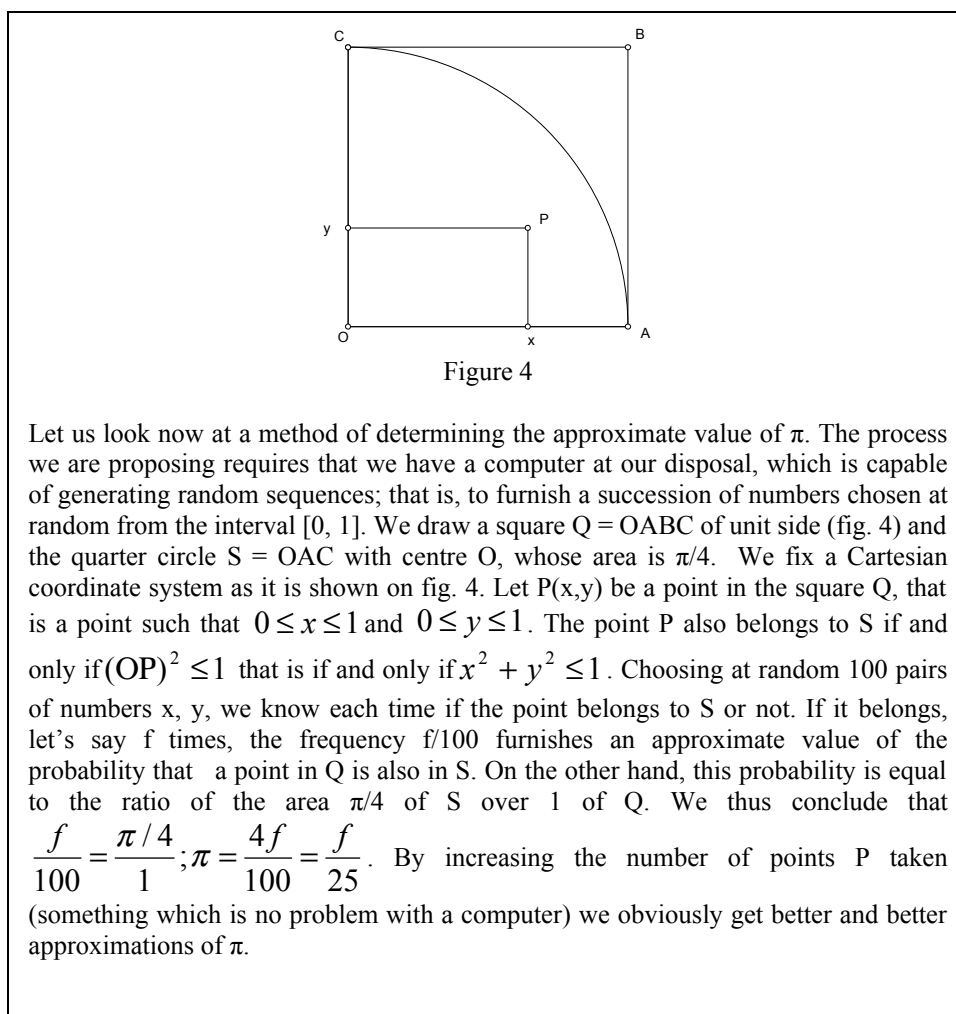 C B
y P
O x A
Figure 4
Let us look now at a method of determining the approximate value of π. The process
we are proposing requires that we have a computer at our disposal, which is capable
of generating random sequences; that is, to furnish a succession of numbers chosen at
random from the interval [0, 1]. We draw a square Q = OABC of unit side (fig. 4) and
the quarter circle S = OAC with centre O, whose area is π/4. We fix a Cartesian
coordinate system as it is shown on fig. 4. Let P(x,y) be a point in the square Q, that
is a point such that 0 ≤ x ≤ 1 and 0 ≤ y ≤ 1. The point P also belongs to S if and
only if (OP)² ≤ 1 that is if and only if x² + y² ≤ 1. Choosing at random 100 pairs
of numbers x, y, we know each time if the point belongs to S or not. If it belongs,
let's say f times, the frequency f/100 furnishes an approximate value of the
probability that a point in Q is also in S. On the other hand, this probability is equal
to the ratio of the area π/4 of S over 1 of Q. We thus conclude that
f/100 = (π/4)/1; π = 4f/100 = f/25. By increasing the number of points P taken
(something which is no problem with a computer) we obviously get better and better
approximations of π.